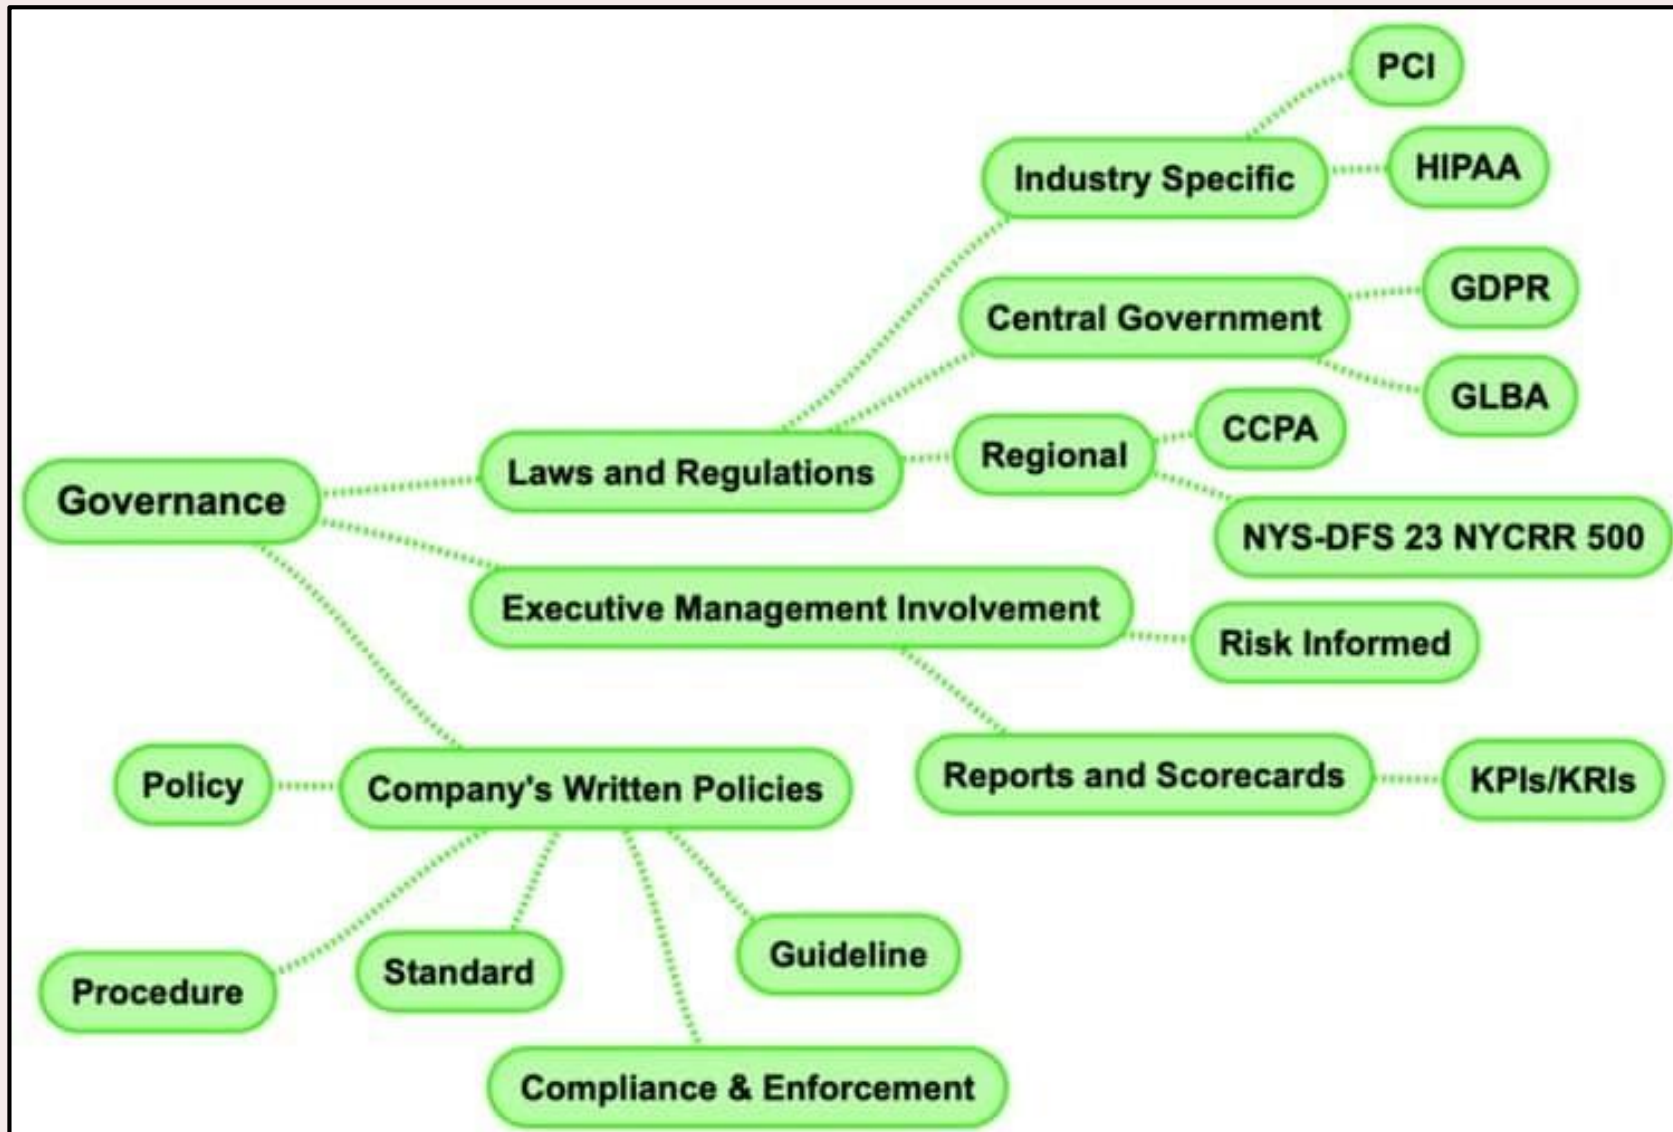 PCI
Industry Specific
HIPAA
Central Government
GDPR
GLBA
Laws and Regulations
Regional
CCPA
NYS-DFS 23 NYCRR 500
Governance
Executive Management Involvement
Risk Informed
Reports and Scorecards
KPIs/KRIs
Policy
Company's Written Policies
Procedure
Standard
Guideline
Compliance & Enforcement